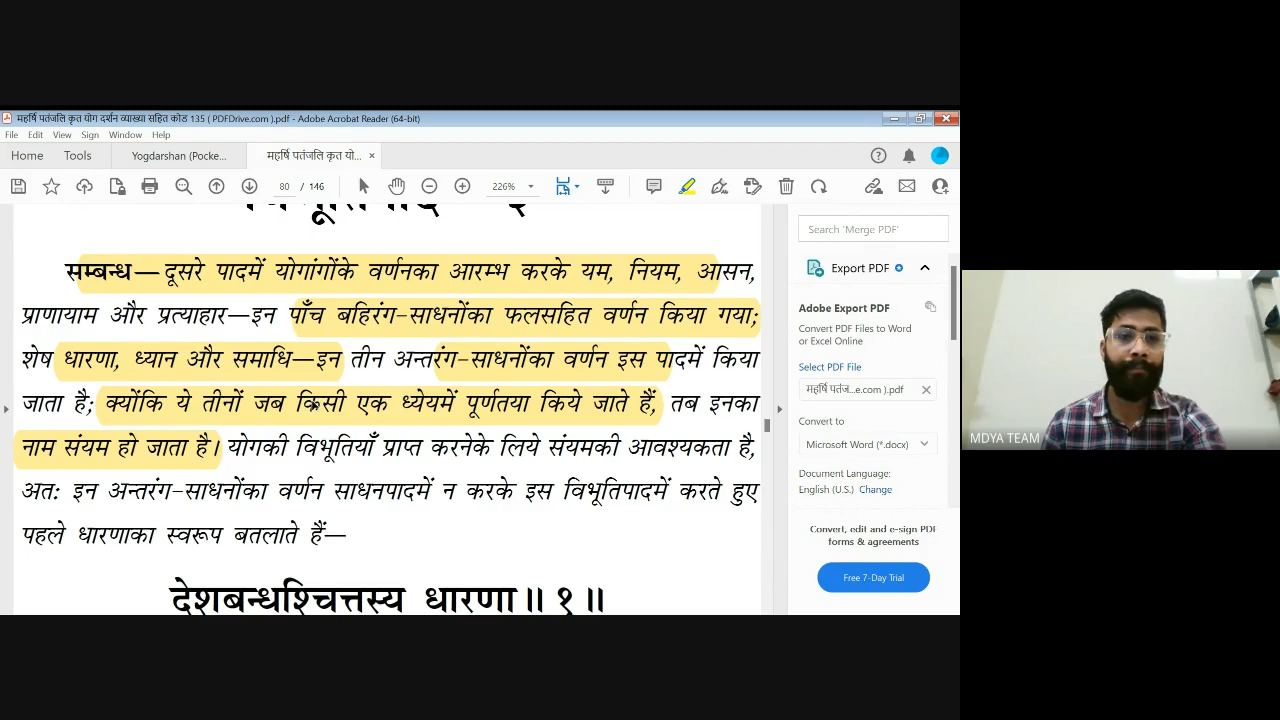 महर्षि पतंजलि कृत योग दर्शन व्याख्या सहित कोड 135 ( PDFDrive.com ).pdf - Adobe Acrobat Reader (64-bit)
File Edit View Sign Window Help
Home Tools Yogdarshan (Pocke... महर्षि पतंजलि कृत यो... ×
80 / 146 226%
सम्बन्ध—दूसरे पादमें योगांगोंके वर्णनका आरम्भ करके यम, नियम, आसन,
प्राणायाम और प्रत्याहार—इन पाँच बहिरंग-साधनोंका फलसहित वर्णन किया गया;
शेष धारणा, ध्यान और समाधि—इन तीन अन्तरंग-साधनोंका वर्णन इस पादमें किया
जाता है; क्योंकि ये तीनों जब किसी एक ध्येयमें पूर्णतया किये जाते हैं, तब इनका
नाम संयम हो जाता है। योगकी विभूतियाँ प्राप्त करनेके लिये संयमकी आवश्यकता है,
अतः इन अन्तरंग-साधनोंका वर्णन साधनपादमें न करके इस विभूतिपादमें करते हुए
पहले धारणाका स्वरूप बतलाते हैं—
देशबन्धश्चित्तस्य धारणा॥ १॥
Search 'Merge PDF'
Export PDF
Adobe Export PDF
Convert PDF Files to Word
or Excel Online
Select PDF File
महर्षि पतंज...e.com ).pdf
Convert to
Microsoft Word (*.docx)
Document Language:
English (U.S.) Change
Convert, edit and e-sign PDF
forms & agreements
Free 7-Day Trial
MDYA TEAM